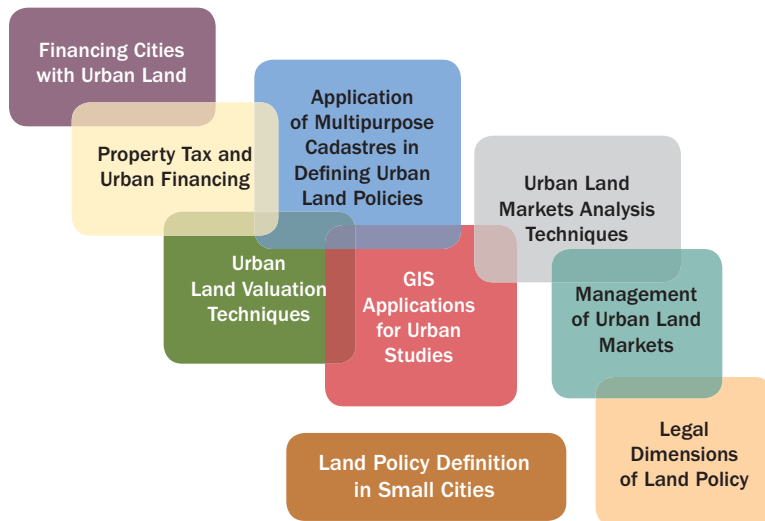 Financing Cities
with Urban Land
Property Tax and
Urban Financing
Application
of Multipurpose
Cadastres in
Defining Urban
Land Policies
Urban
Land Valuation
Techniques
GIS
Applications
for Urban
Studies
Urban Land
Markets Analysis
Techniques
Management
of Urban Land
Markets
Legal
Dimensions
of Land Policy
Land Policy Definition
in Small Cities